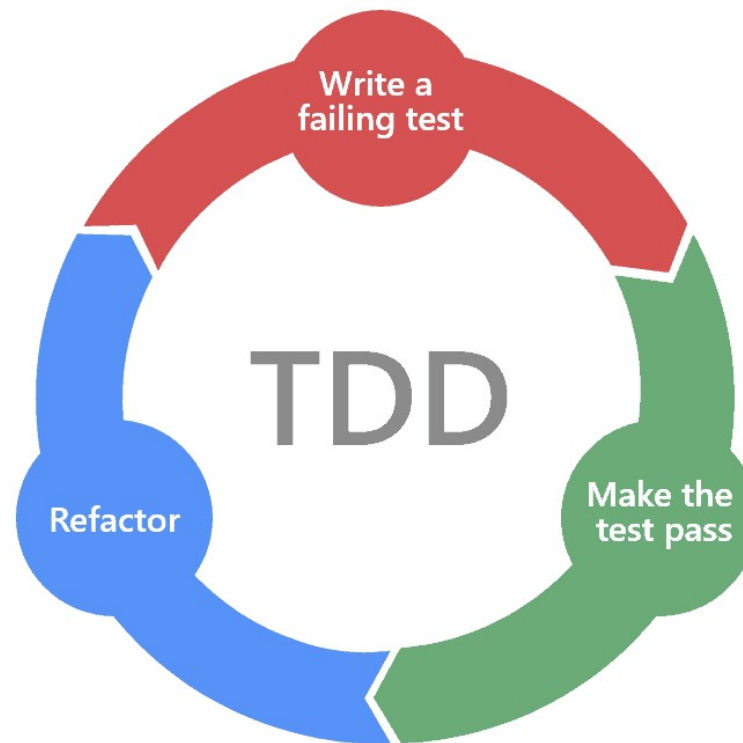 Write a
failing test
TDD
Refactor
Make the
test pass